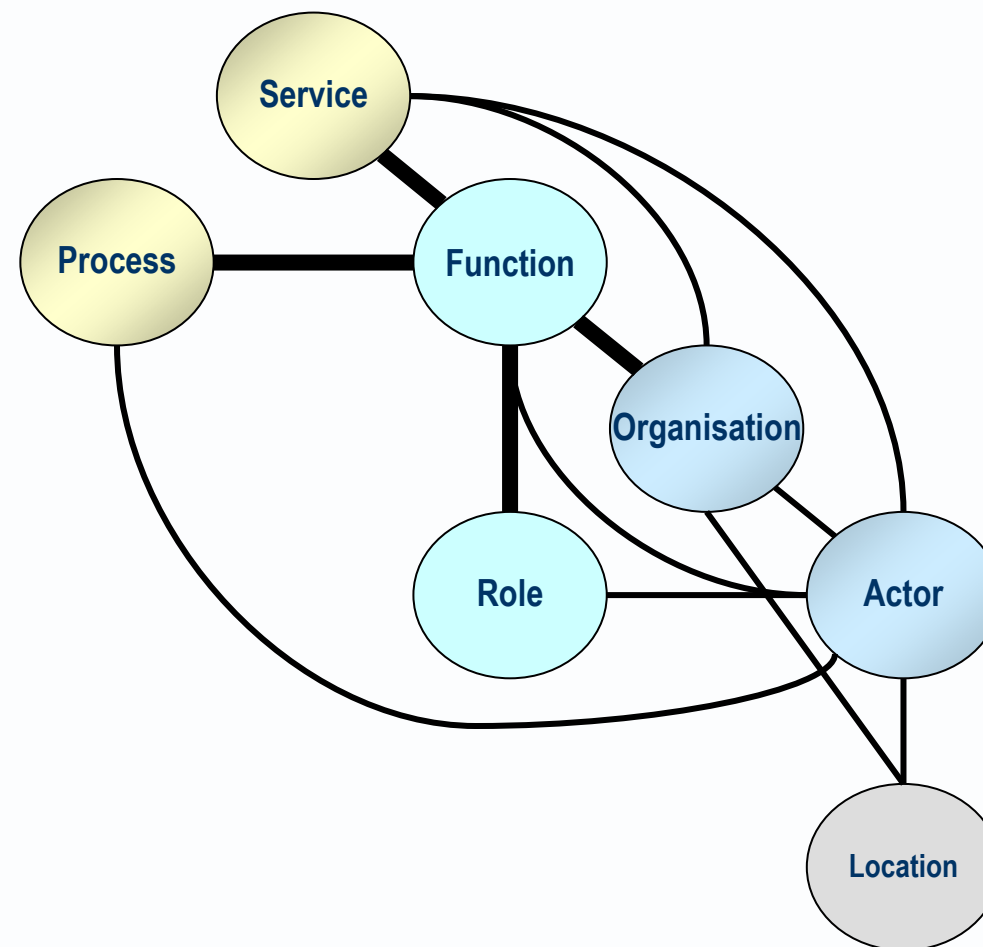 Service
Process
Function
Organisation
Role
Actor
Location